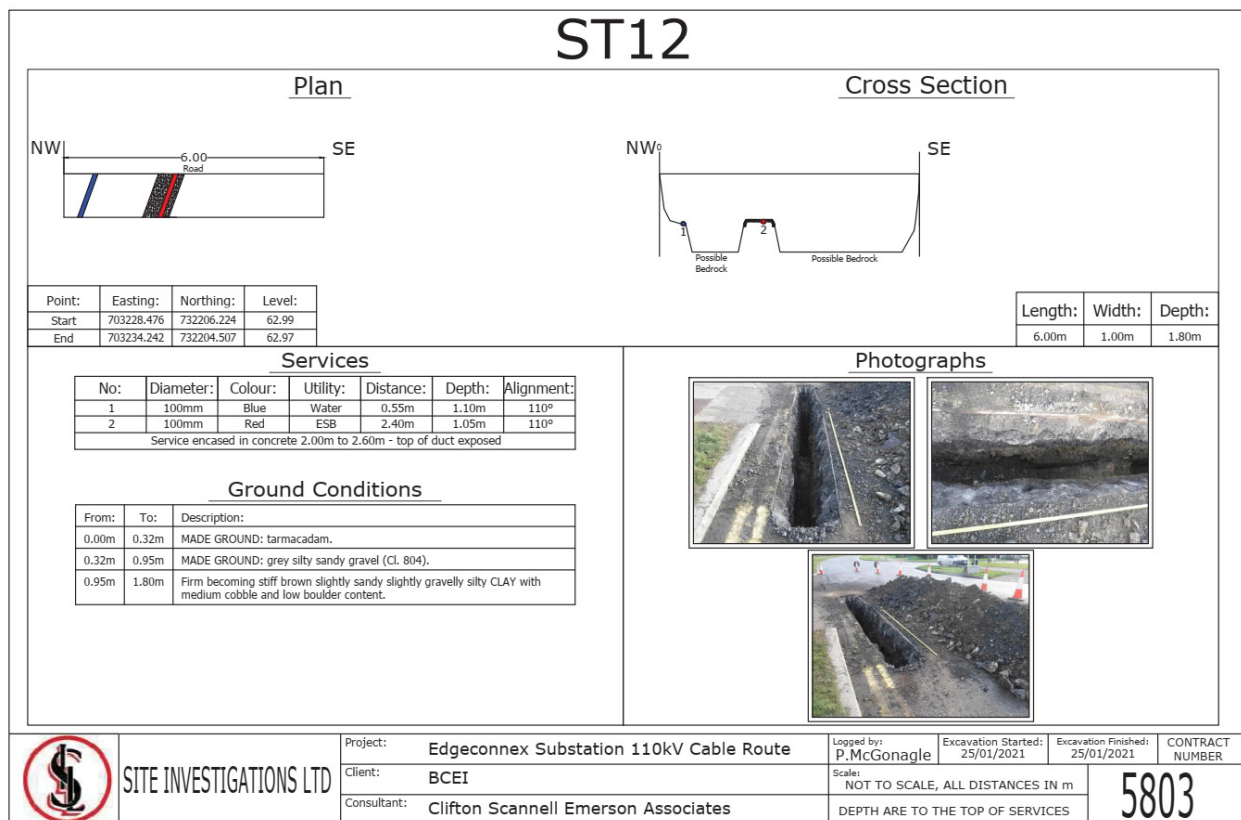 ST12
Plan
NW
SE
6.00
Road
Cross Section
NW
0
SE
1
2
Possible
Bedrock
Possible Bedrock
Point: Easting: Northing: Level:
Start 703228.476 732206.224 62.99
End 703234.242 732204.507 62.97
Length: Width: Depth:
6.00m 1.00m 1.80m
Services
No: Diameter: Colour: Utility: Distance: Depth: Alignment:
1 100mm Blue Water 0.55m 1.10m 110º
2 100mm Red ESB 2.40m 1.05m 110º
Service encased in concrete 2.00m to 2.60m - top of duct exposed
Ground Conditions
From: To: Description:
0.00m 0.32m MADE GROUND: tarmacadam.
0.32m 0.95m MADE GROUND: grey silty sandy gravel (Cl. 804).
0.95m 1.80m Firm becoming stiff brown slightly sandy slightly gravelly silty CLAY with
medium cobble and low boulder content.
Photographs
SIL
SITE INVESTIGATIONS LTD
Project: Edgeconnex Substation 110kV Cable Route
Client: BCEI
Consultant: Clifton Scannell Emerson Associates
Logged by:
P.McGonagle
Excavation Started:
25/01/2021
Excavation Finished:
25/01/2021
CONTRACT
NUMBER
Scale:
NOT TO SCALE, ALL DISTANCES IN m
DEPTH ARE TO THE TOP OF SERVICES
5803